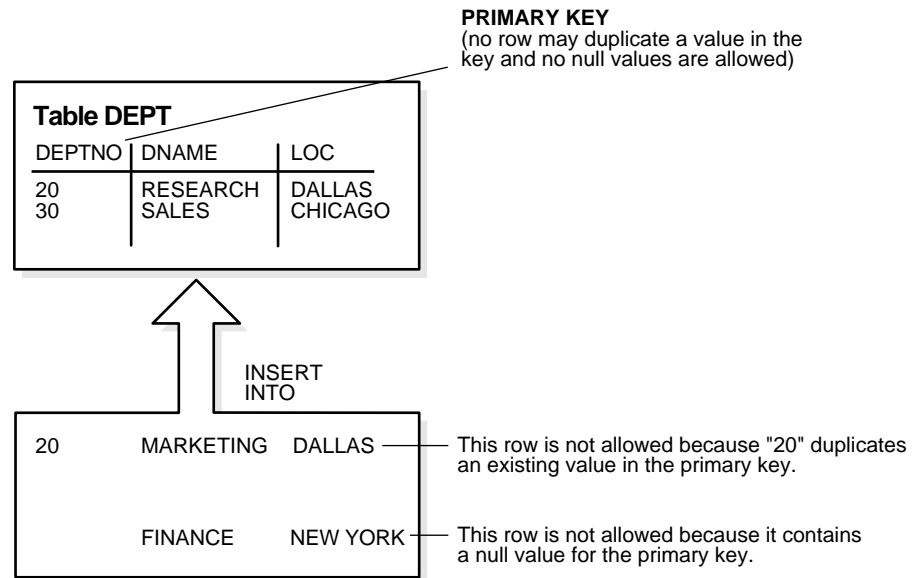 PRIMARY KEY
(no row may duplicate a value in the
key and no null values are allowed)
Table DEPT
DEPTNO DNAME LOC
20 RESEARCH DALLAS
30 SALES CHICAGO
INSERT
INTO
20 MARKETING DALLAS
This row is not allowed because "20" duplicates
an existing value in the primary key.
FINANCE NEW YORK
This row is not allowed because it contains
a null value for the primary key.